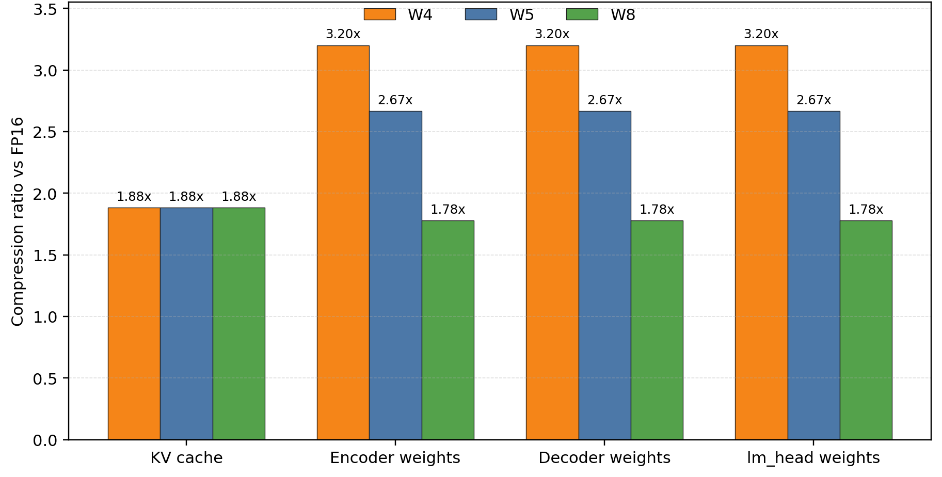 W4 W5 W8
3.5
3.0
2.5
2.0
1.5
1.0
0.5
0.0
Compression ratio vs FP16
1.88x 1.88x 1.88x
3.20x 2.67x 1.78x
3.20x 2.67x 1.78x
3.20x 2.67x 1.78x
KV cache Encoder weights Decoder weights lm_head weights